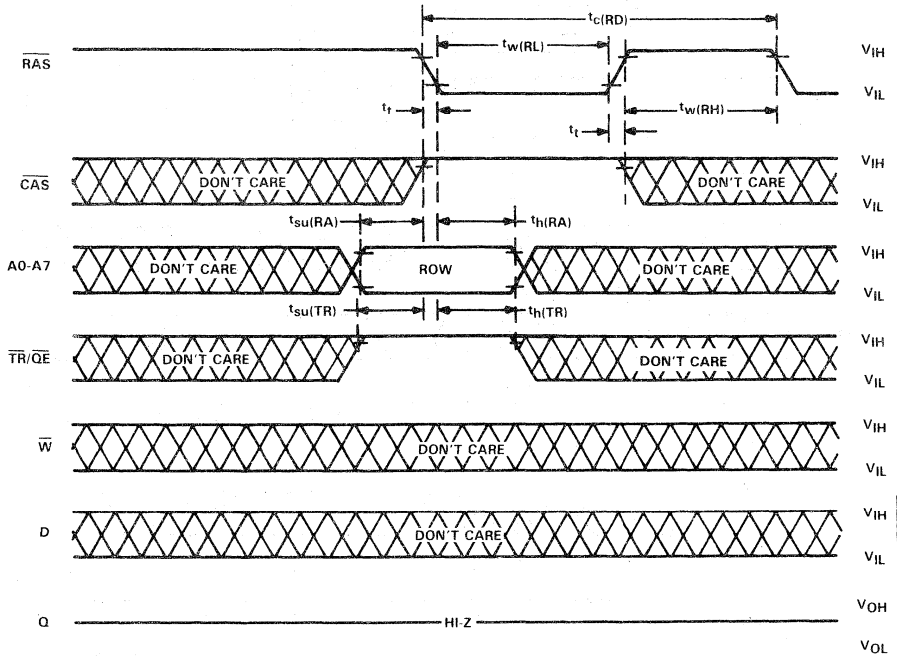 tc(RD)
tw(RL)
RAS
VIH
VIL
tw(RH)
tt
tt
CAS
DON'T CARE
DON'T CARE
VIH
VIL
tsu(RA)
th(RA)
A0-A7
DON'T CARE
ROW
DON'T CARE
VIH
VIL
tsu(TR)
th(TR)
TR/QE
DON'T CARE
DON'T CARE
VIH
VIL
W
DON'T CARE
VIH
VIL
D
DON'T CARE
VIH
VIL
Q
HI-Z
VOH
VOL